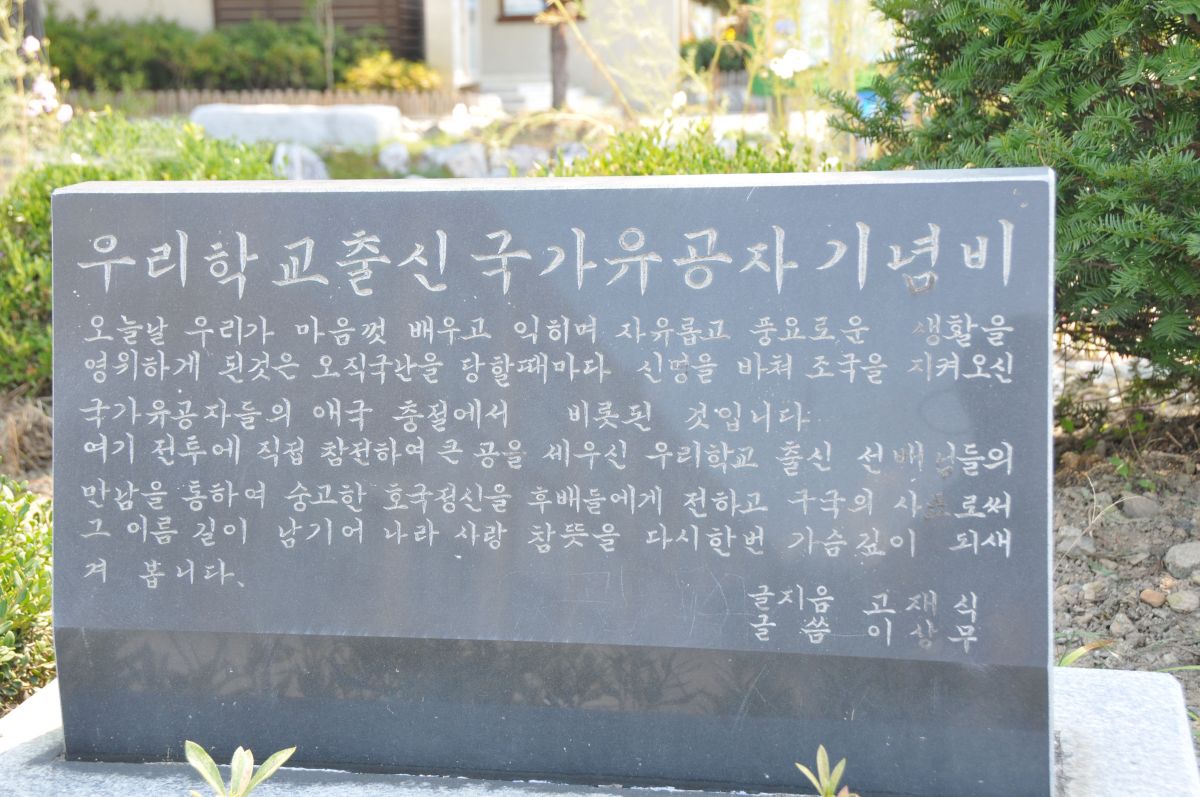 우리학교출신국가유공자기념비
오늘날 우리가 마음껏 배우고 익히며 자유롭고 풍요로운 생활을
영위하게 된것은 오직국난을 당할때마다 신명을 바쳐 조국을 지켜오신
국가유공자들의 애국 충절에서 비롯된 것입니다
여기 전투에 직접 참전하여 큰 공을 세우신 우리학교 출신 선배님들의
만남을 통하여 숭고한 호국정신을 후배들에게 전하고 구국의 사표로써
그 이름 길이 남기어 나라 사랑 참뜻을 다시한번 가슴깊이 되새
겨 봅니다.
글지음 고재식
글 씀 이상무